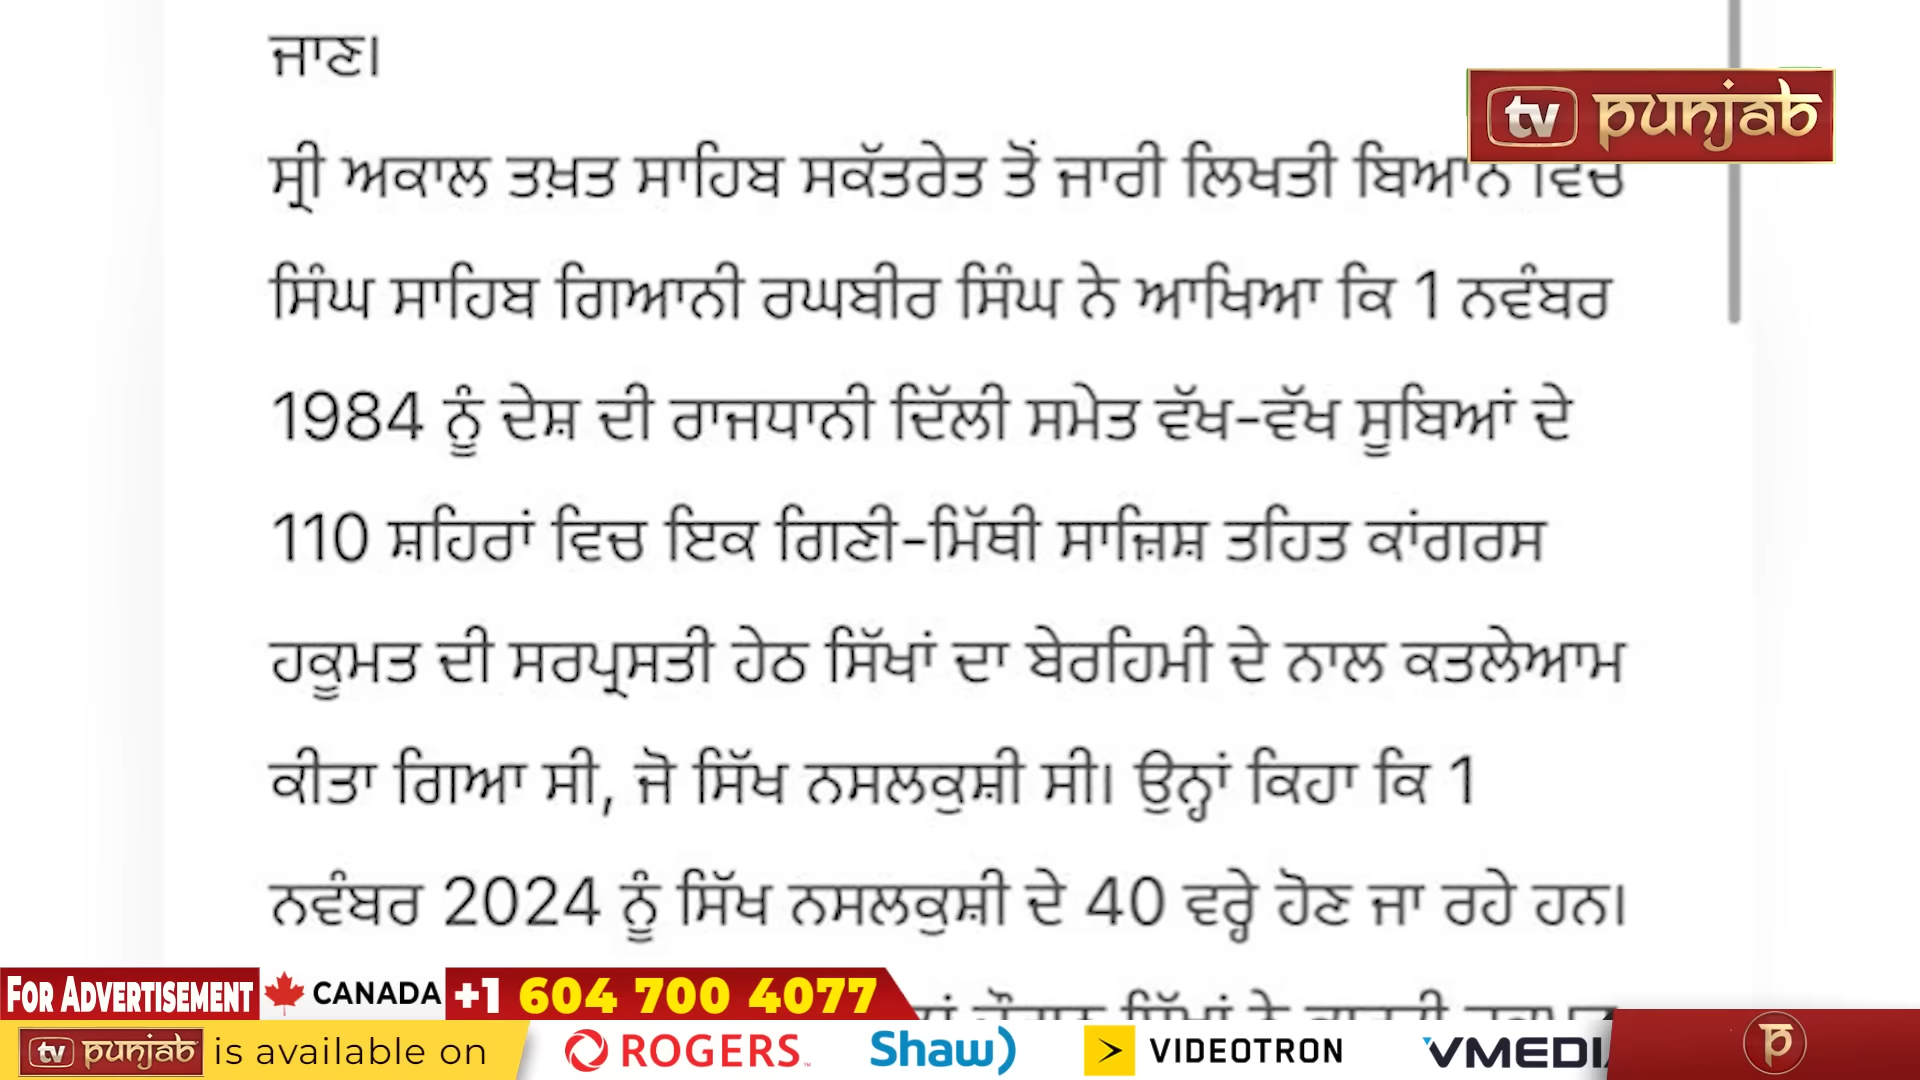 ਜਾਣ।
tv ਪੰਜਾਬ punjab
ਸ੍ਰੀ ਅਕਾਲ ਤਖ਼ਤ ਸਾਹਿਬ ਸਕੱਤਰੇਤ ਤੋਂ ਜਾਰੀ ਲਿਖਤੀ ਬਿਆਨ ਵਿਚ
ਸਿੰਘ ਸਾਹਿਬ ਗਿਆਨੀ ਰਘਬੀਰ ਸਿੰਘ ਨੇ ਆਖਿਆ ਕਿ 1 ਨਵੰਬਰ
1984 ਨੂੰ ਦੇਸ਼ ਦੀ ਰਾਜਧਾਨੀ ਦਿੱਲੀ ਸਮੇਤ ਵੱਖ-ਵੱਖ ਸੂਬਿਆਂ ਦੇ
110 ਸ਼ਹਿਰਾਂ ਵਿਚ ਇਕ ਗਿਣੀ-ਮਿੱਥੀ ਸਾਜ਼ਿਸ਼ ਤਹਿਤ ਕਾਂਗਰਸ
ਹਕੂਮਤ ਦੀ ਸਰਪ੍ਰਸਤੀ ਹੇਠ ਸਿੱਖਾਂ ਦਾ ਬੇਰਹਿਮੀ ਦੇ ਨਾਲ ਕਤਲੇਆਮ
ਕੀਤਾ ਗਿਆ ਸੀ, ਜੋ ਸਿੱਖ ਨਸਲਕੁਸ਼ੀ ਸੀ। ਉਨ੍ਹਾਂ ਕਿਹਾ ਕਿ 1
ਨਵੰਬਰ 2024 ਨੂੰ ਸਿੱਖ ਨਸਲਕੁਸ਼ੀ ਦੇ 40 ਵਰ੍ਹੇ ਹੋਣ ਜਾ ਰਹੇ ਹਨ।
FOR ADVERTISEMENT CANADA +1 604 700 4077
tv punjab is available on ROGERS Shaw) VIDEOTRON VMEDIA